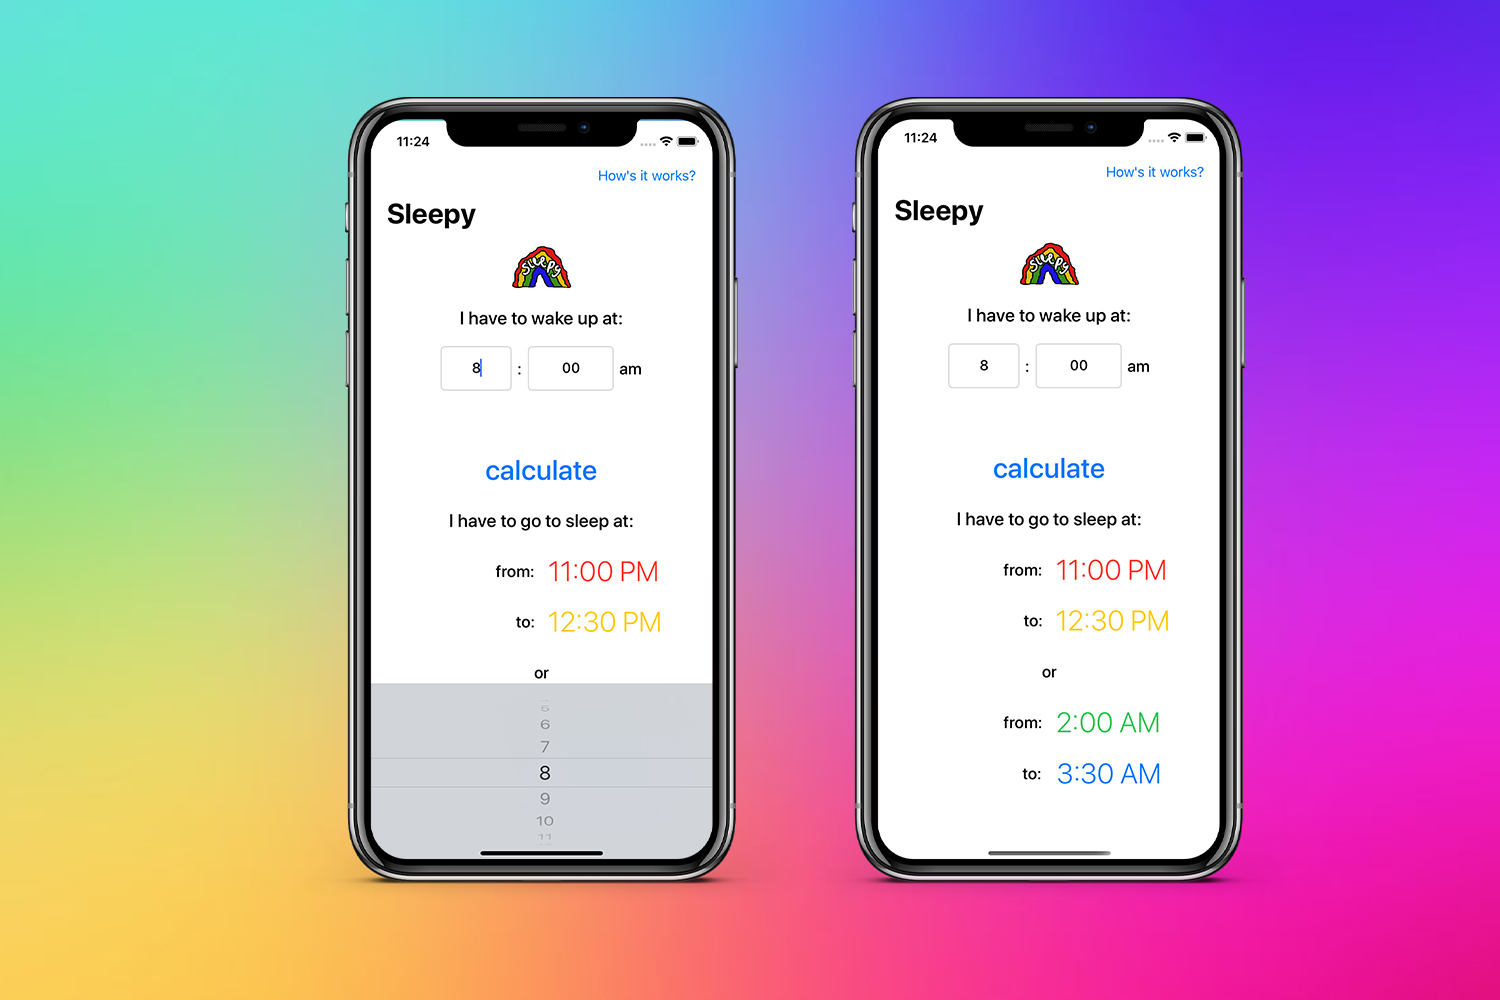 11:24
How's it works?
Sleepy
Sleepy
I have to wake up at:
8 : 00 am
calculate
I have to go to sleep at:
from: 11:00 PM
to: 12:30 PM
or
5
6
7
8
9
10
11
11:24
How's it works?
Sleepy
Sleepy
I have to wake up at:
8 : 00 am
calculate
I have to go to sleep at:
from: 11:00 PM
to: 12:30 PM
or
from: 2:00 AM
to: 3:30 AM